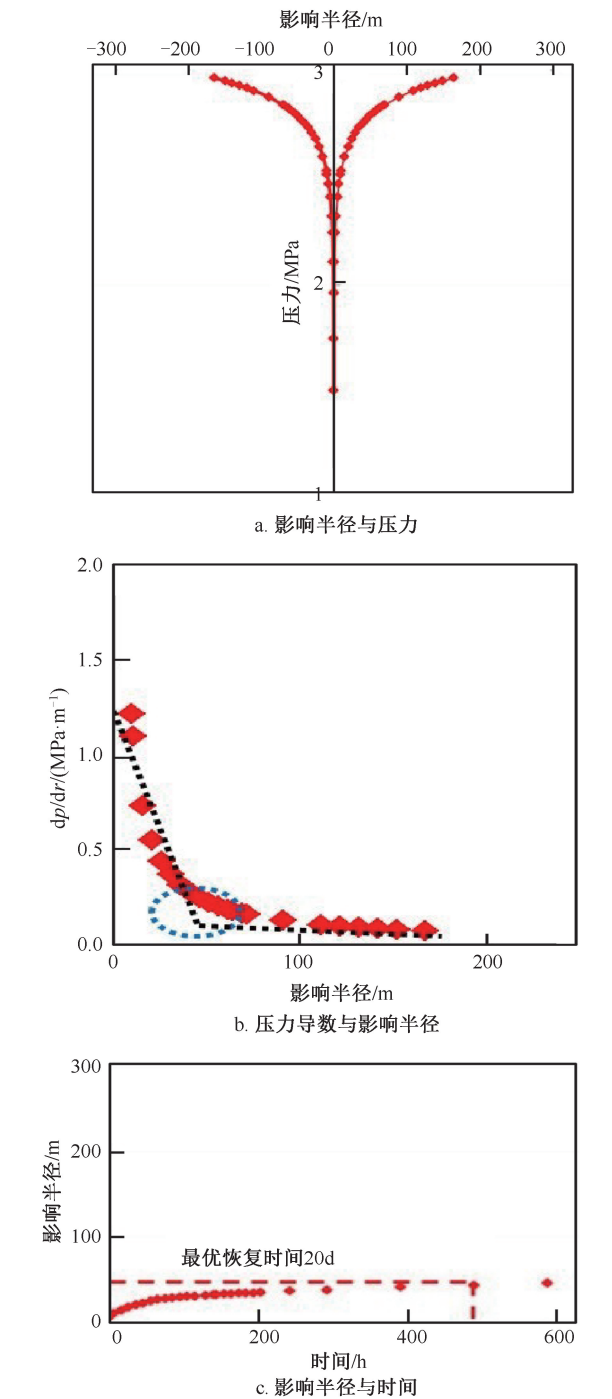 影响半径/m
-300 -200 -100 0 100 200 300
3
压力/MPa
2
1
a. 影响半径与压力
2.0
1.5
1.0
0.5
0.0
dp/dr/(MPa·m⁻¹)
0 100 200
影响半径/m
b. 压力导数与影响半径
300
200
100
0
影响半径/m
最优恢复时间20d
0 200 400 600
时间/h
c. 影响半径与时间